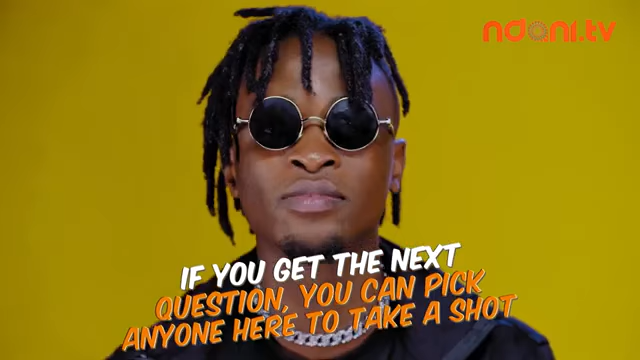 ndani.tv
IF YOU GET THE NEXT
QUESTION, YOU CAN PICK
ANYONE HERE TO TAKE A SHOT